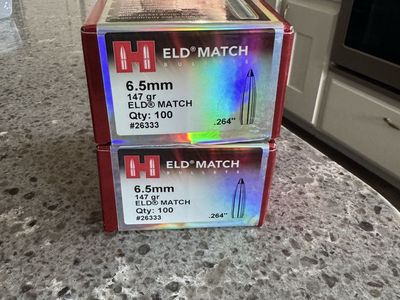 H ELD® MATCH
BULLETS
6.5mm
147 gr
ELD® MATCH
Qty: 100
#26333
.264"
H ELD® MATCH
BULLETS
6.5mm
147 gr
ELD® MATCH
Qty: 100
#26333
.264"